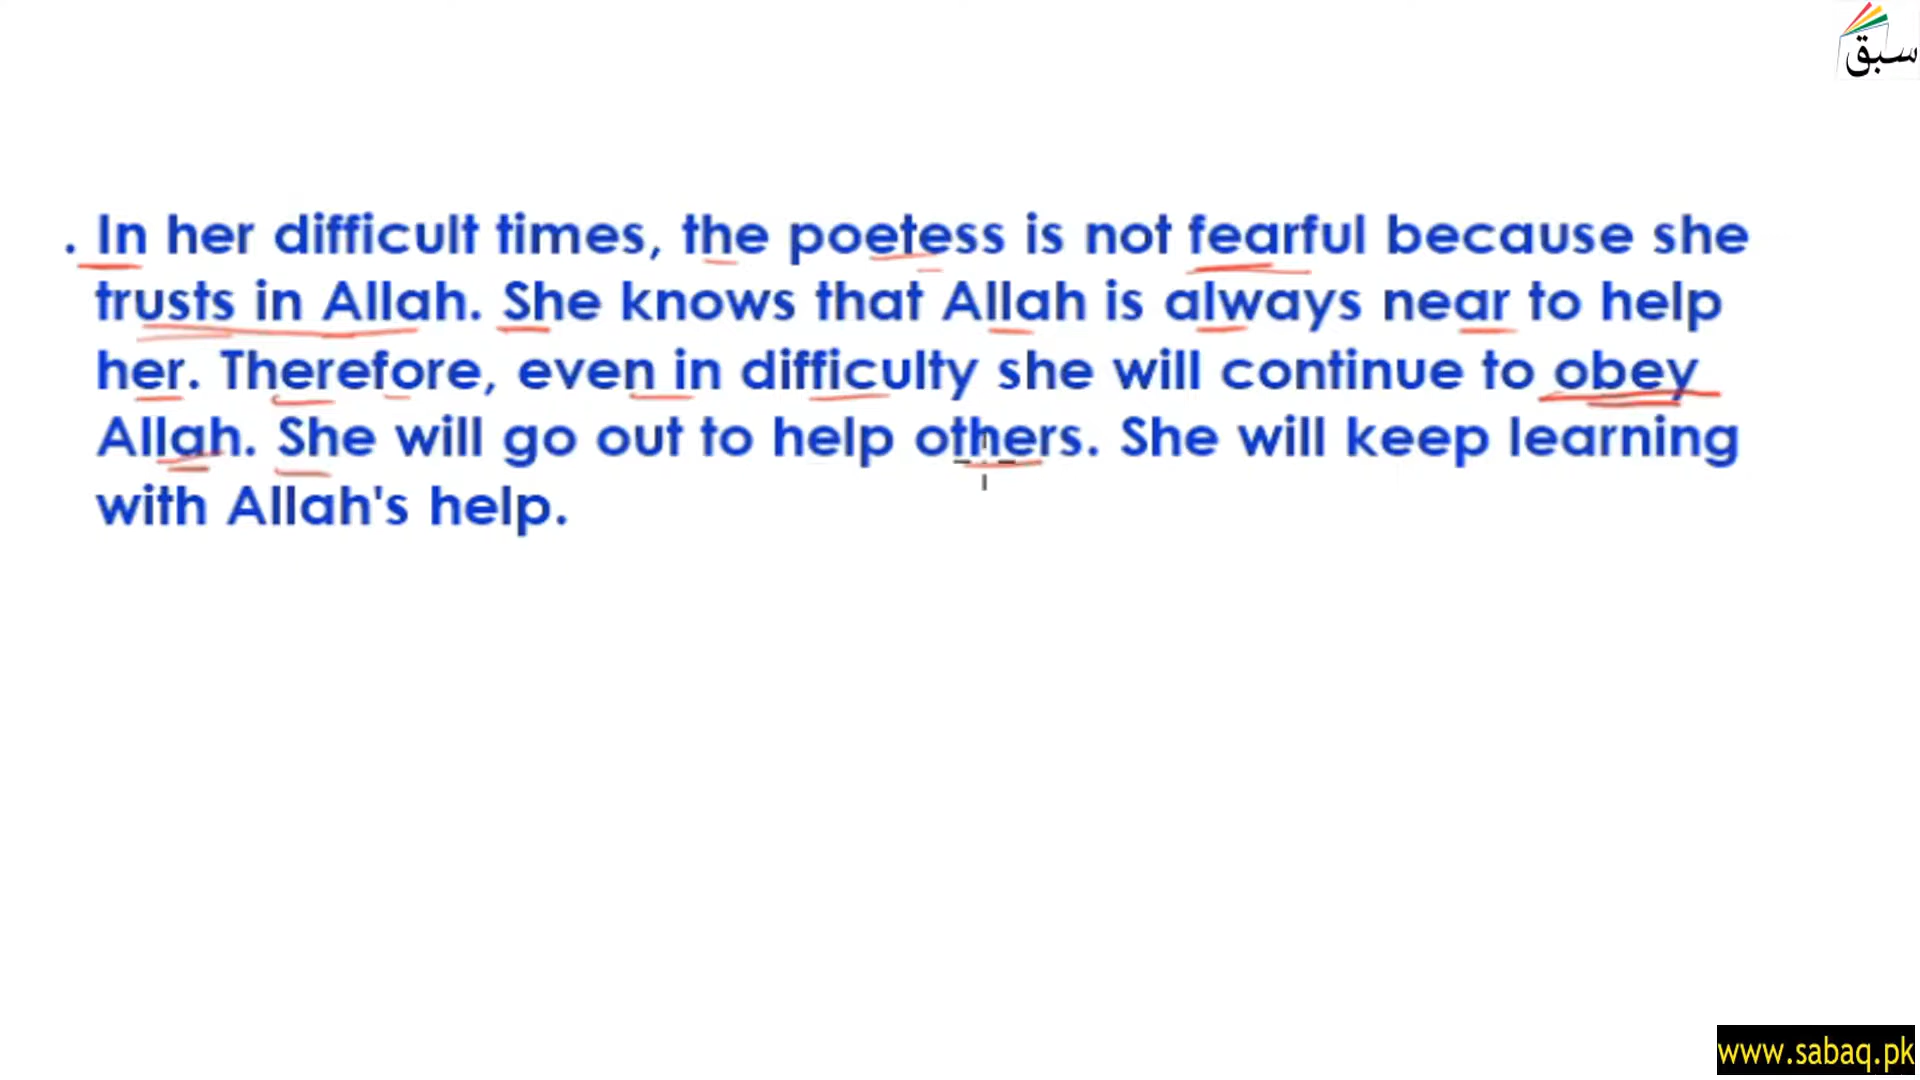 سبق
. In her difficult times, the poetess is not fearful because she
trusts in Allah. She knows that Allah is always near to help
her. Therefore, even in difficulty she will continue to obey
Allah. She will go out to help others. She will keep learning
with Allah's help.
www.sabaq.pk